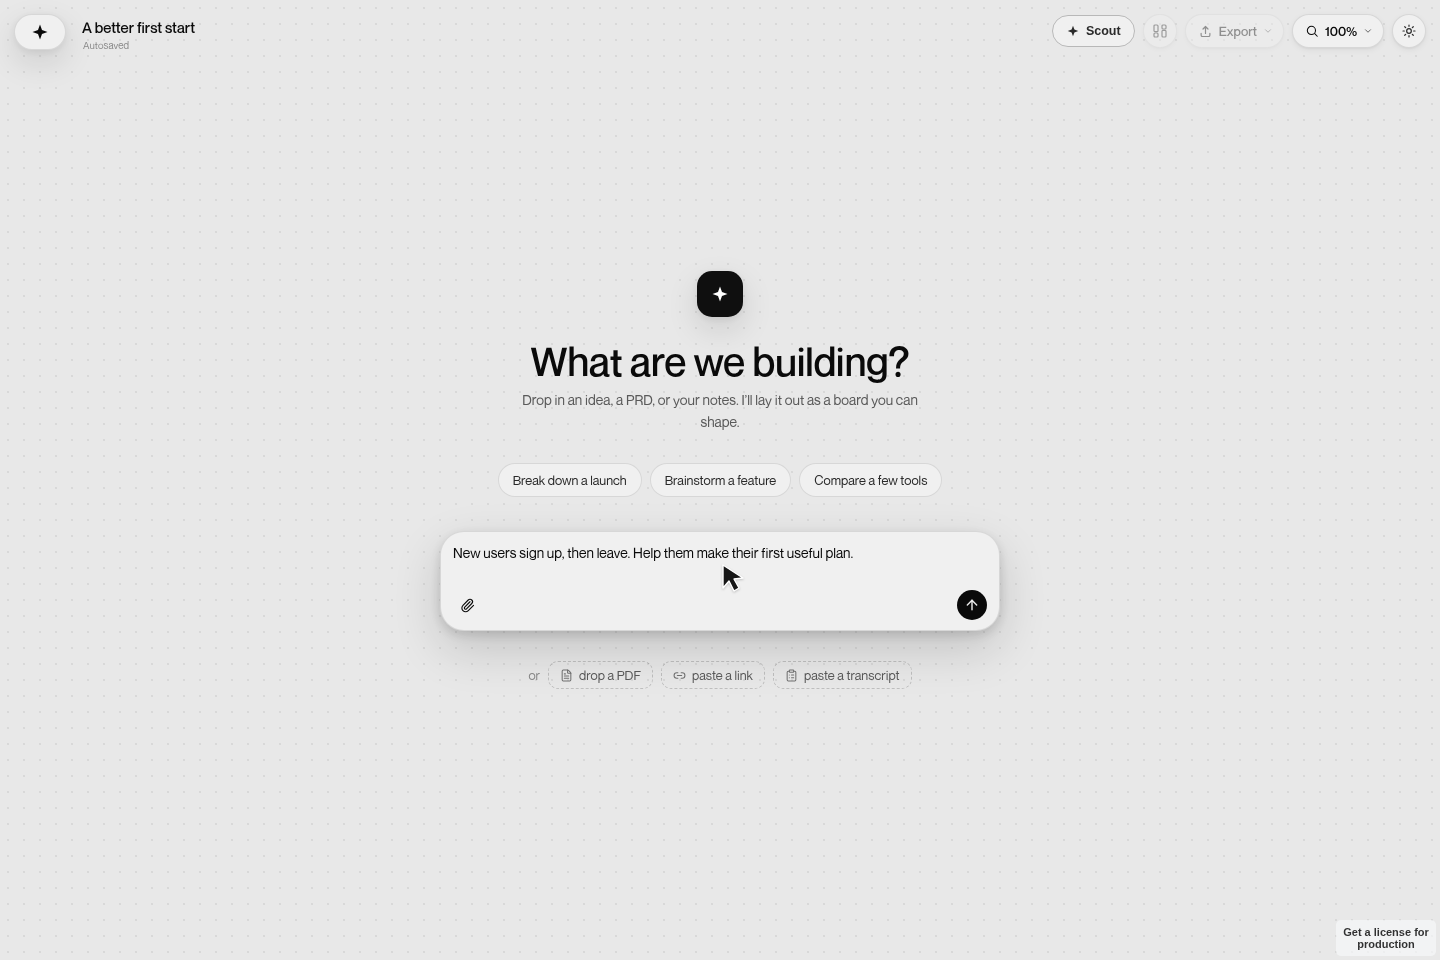 A better first start
Autosaved
Scout
Export
100%
What are we building?
Drop in an idea, a PRD, or your notes. I'll lay it out as a board you can
shape.
Break down a launch
Brainstorm a feature
Compare a few tools
New users sign up, then leave. Help them make their first useful plan.
or
drop a PDF
paste a link
paste a transcript
Get a license for
production